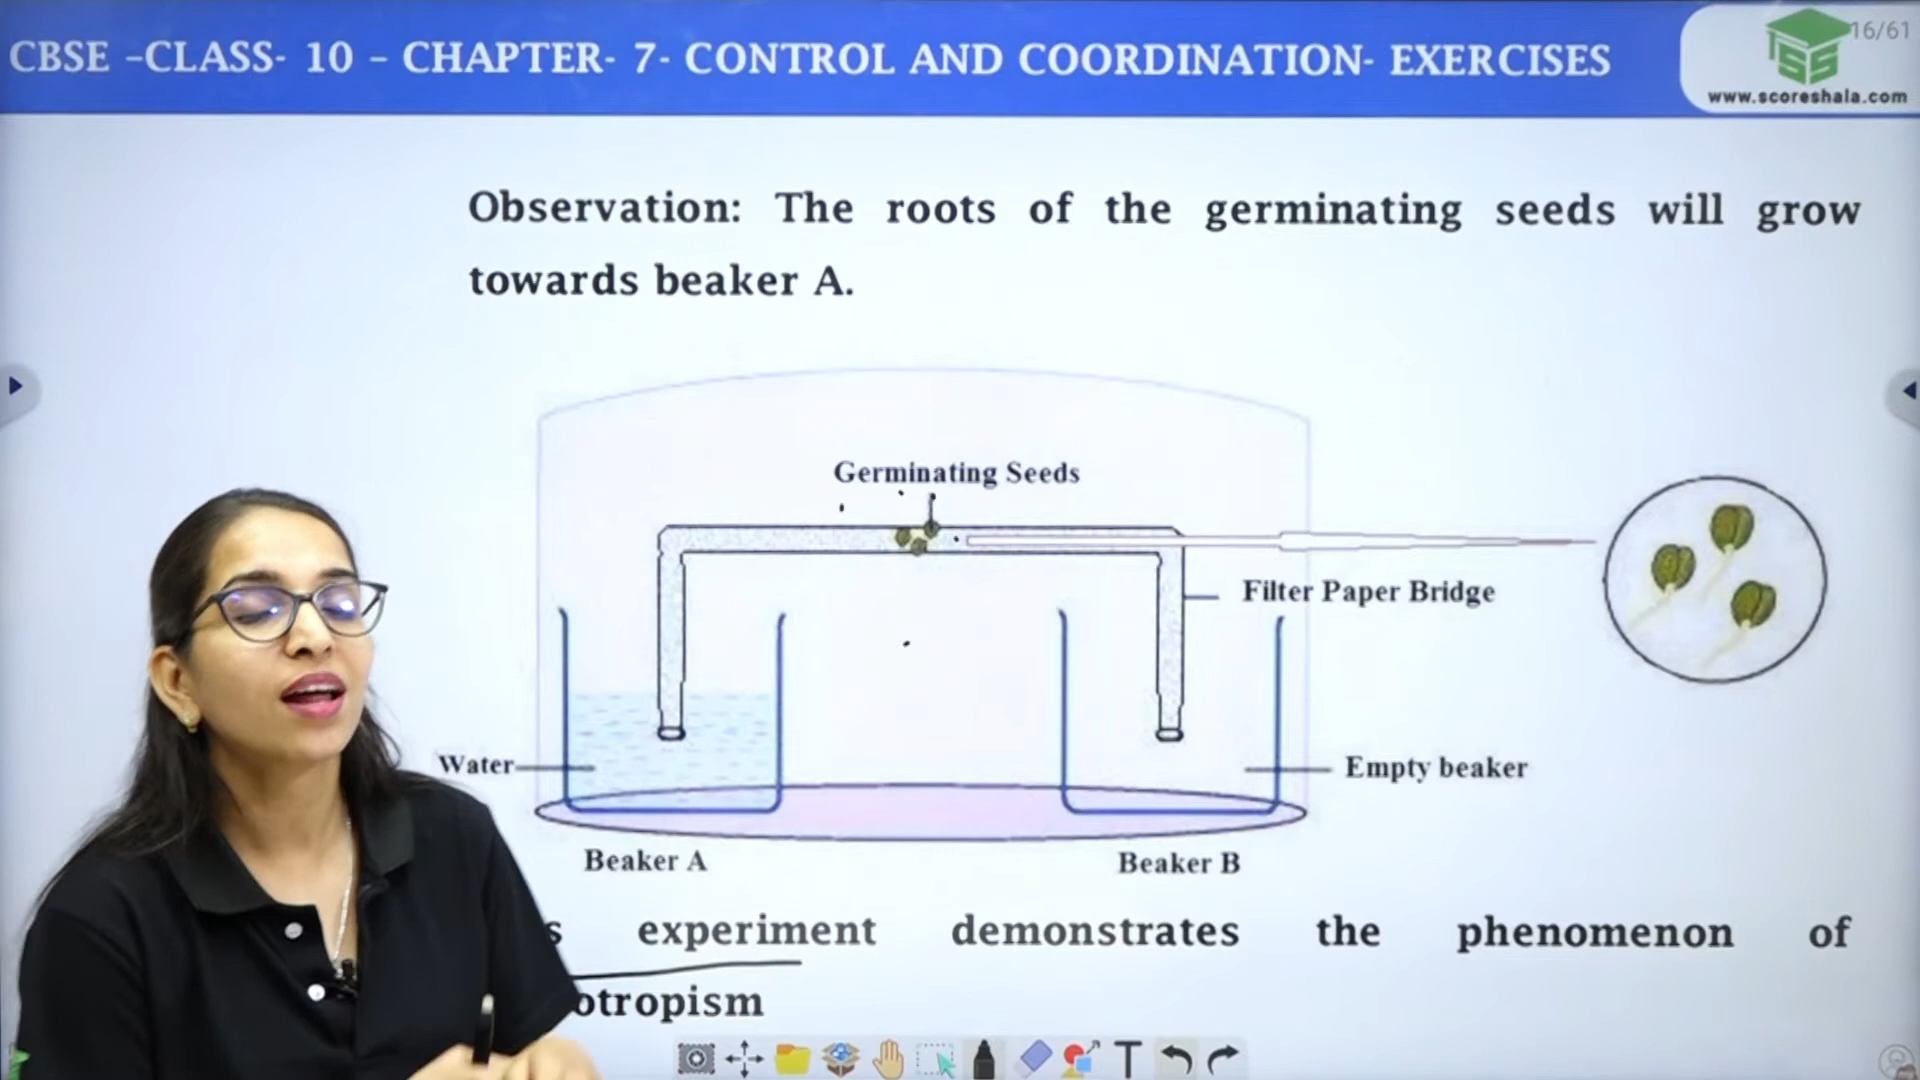 CBSE –CLASS- 10 – CHAPTER- 7- CONTROL AND COORDINATION- EXERCISES
16/61
www.scoreshala.com
Observation: The roots of the germinating seeds will grow
towards beaker A.
Germinating Seeds
Filter Paper Bridge
Water
Empty beaker
Beaker A
Beaker B
experiment demonstrates the phenomenon of
otropism